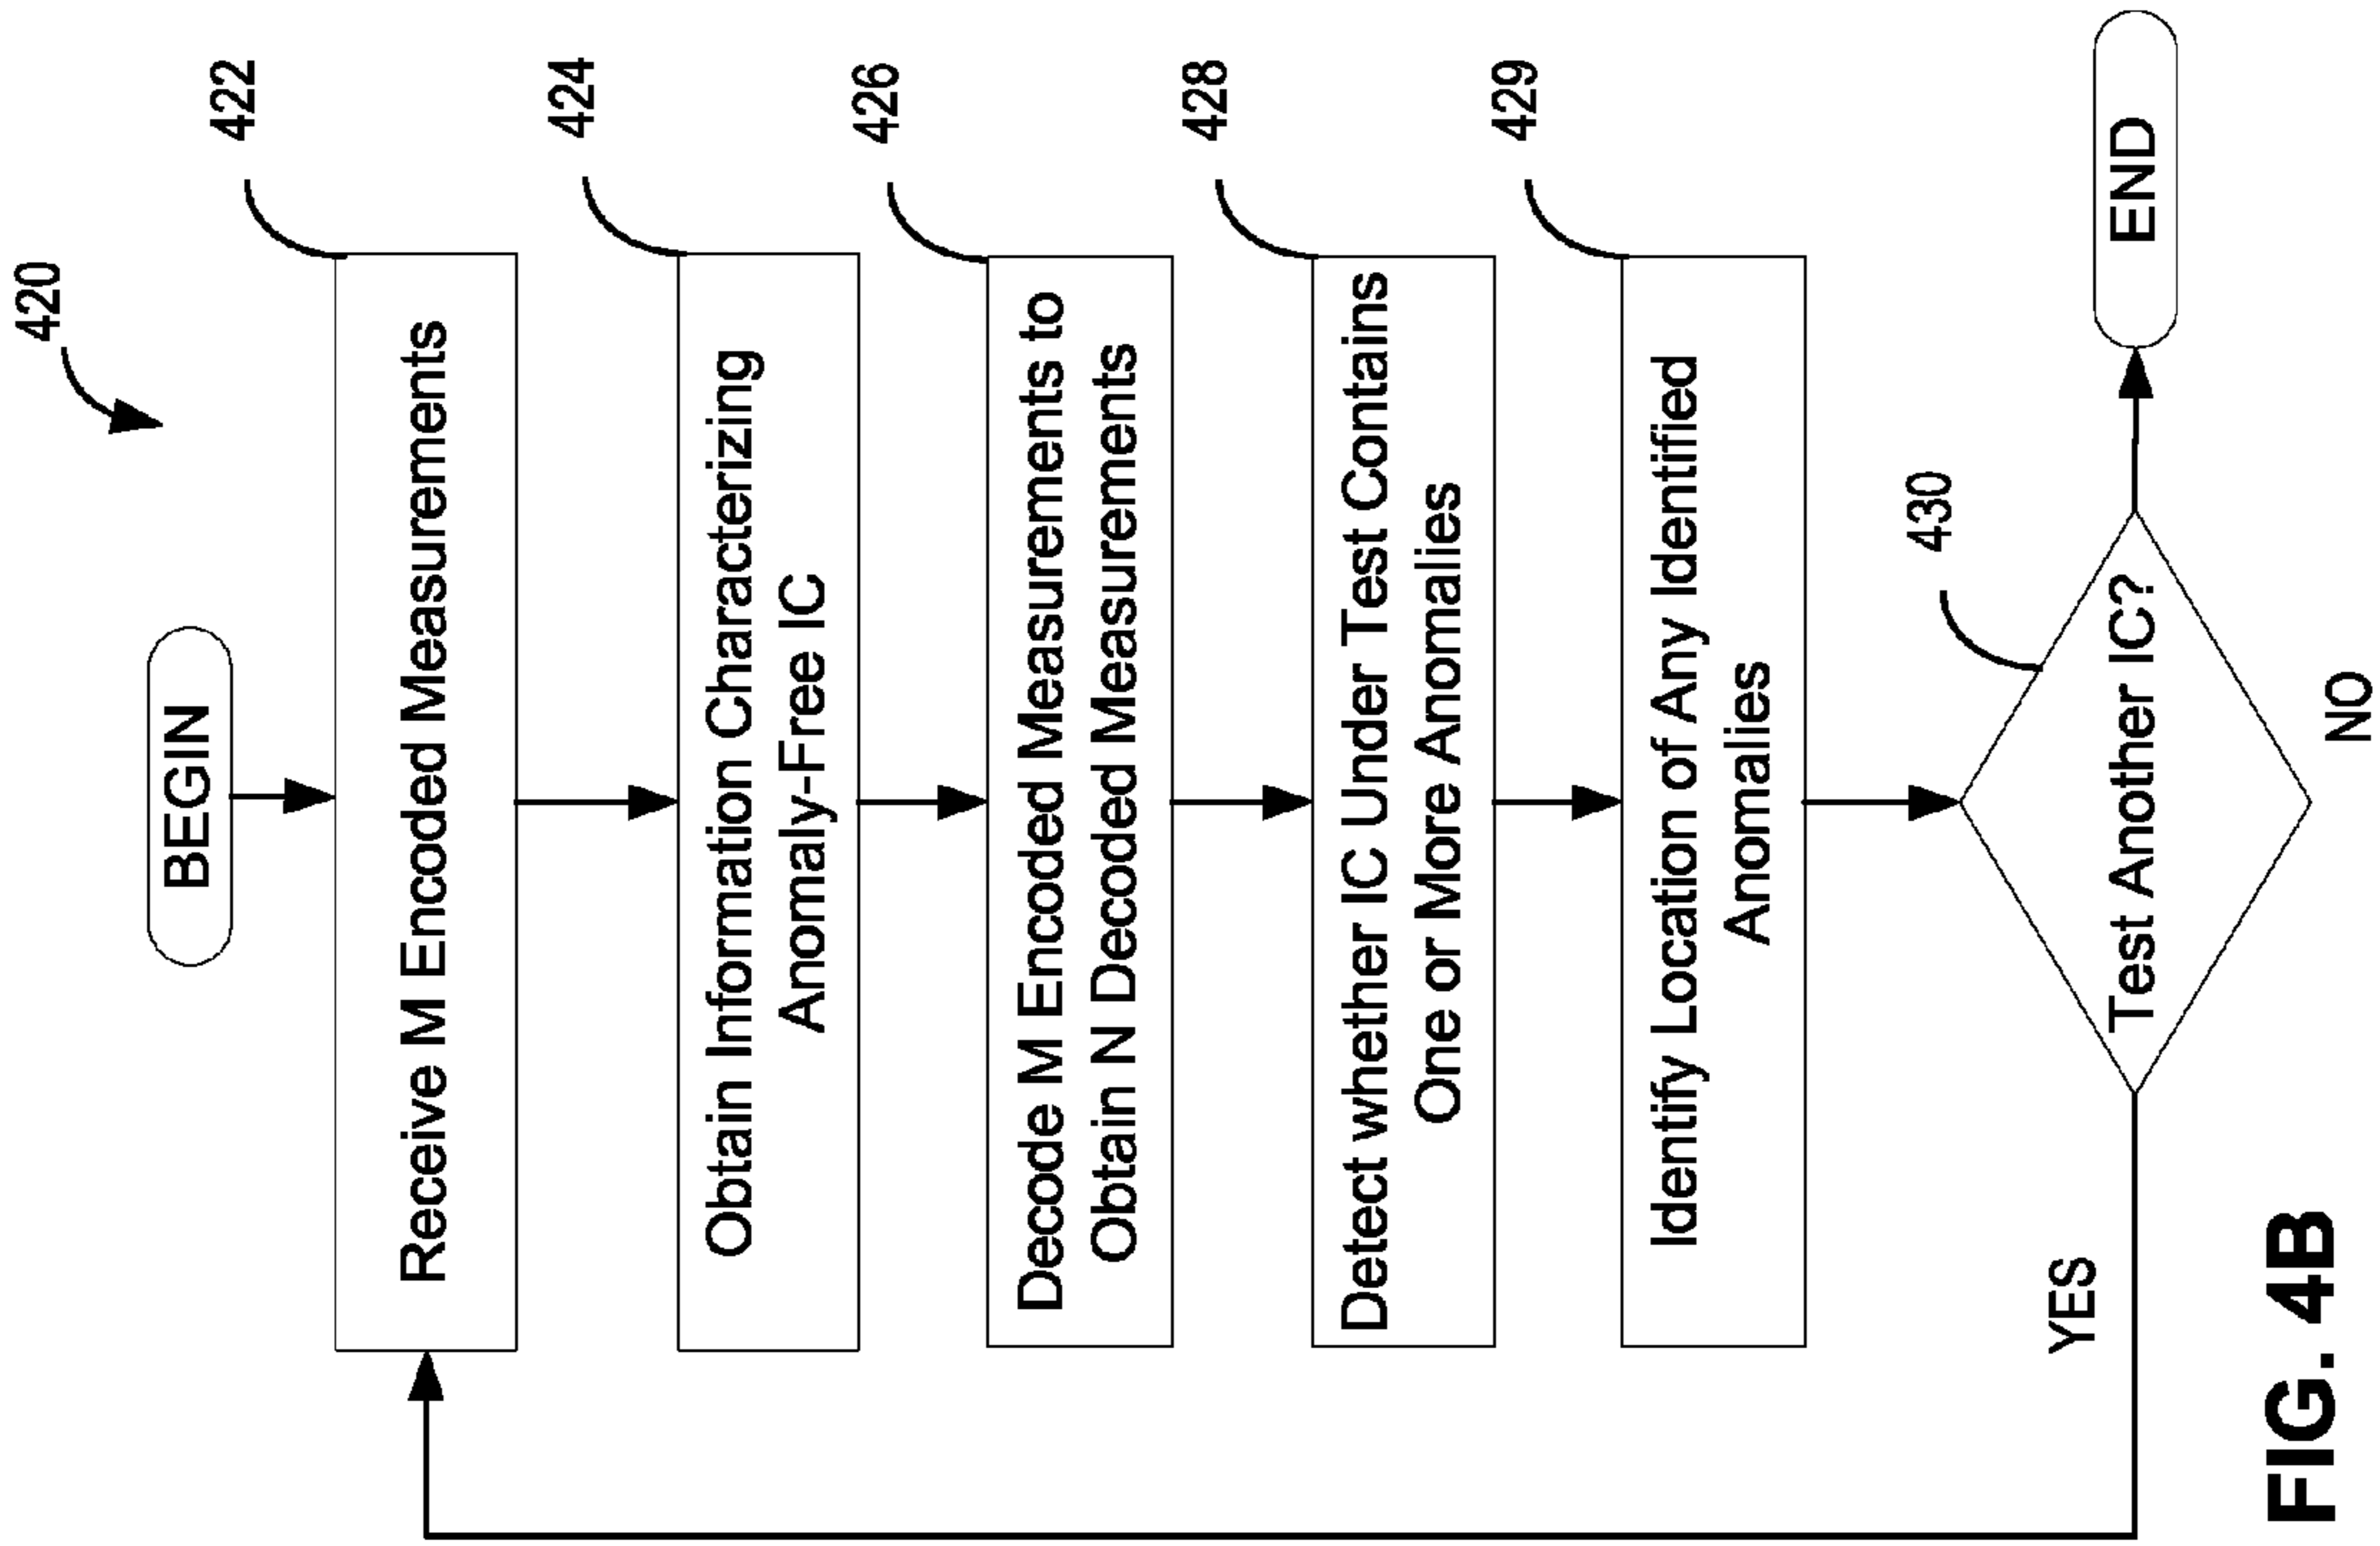 420
BEGIN
422
Receive M Encoded Measurements
424
Obtain Information Characterizing
Anomaly-Free IC
426
Decode M Encoded Measurements to
Obtain N Decoded Measurements
428
Detect whether IC Under Test Contains
One or More Anomalies
429
Identify Location of Any Identified
Anomalies
430
YES
Test Another IC?
NO
END
FIG. 4B